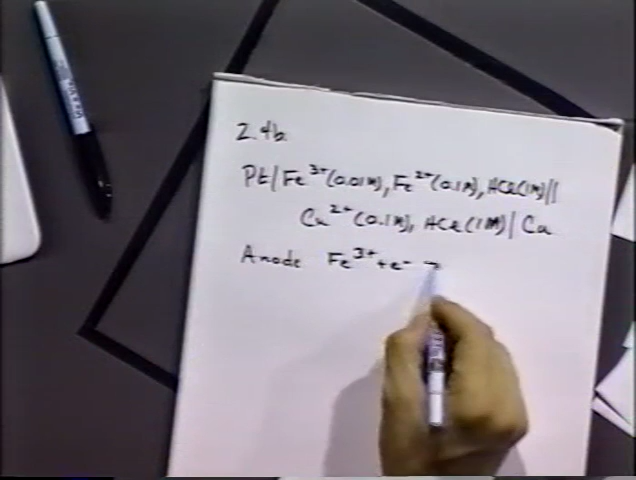 2.4b.
Pt/Fe³⁺(0.01M), Fe²⁺(0.1M), HCl(1M)//
Cu²⁺(0.1M), HCl(1M)/Cu
Anode Fe³⁺+e⁻